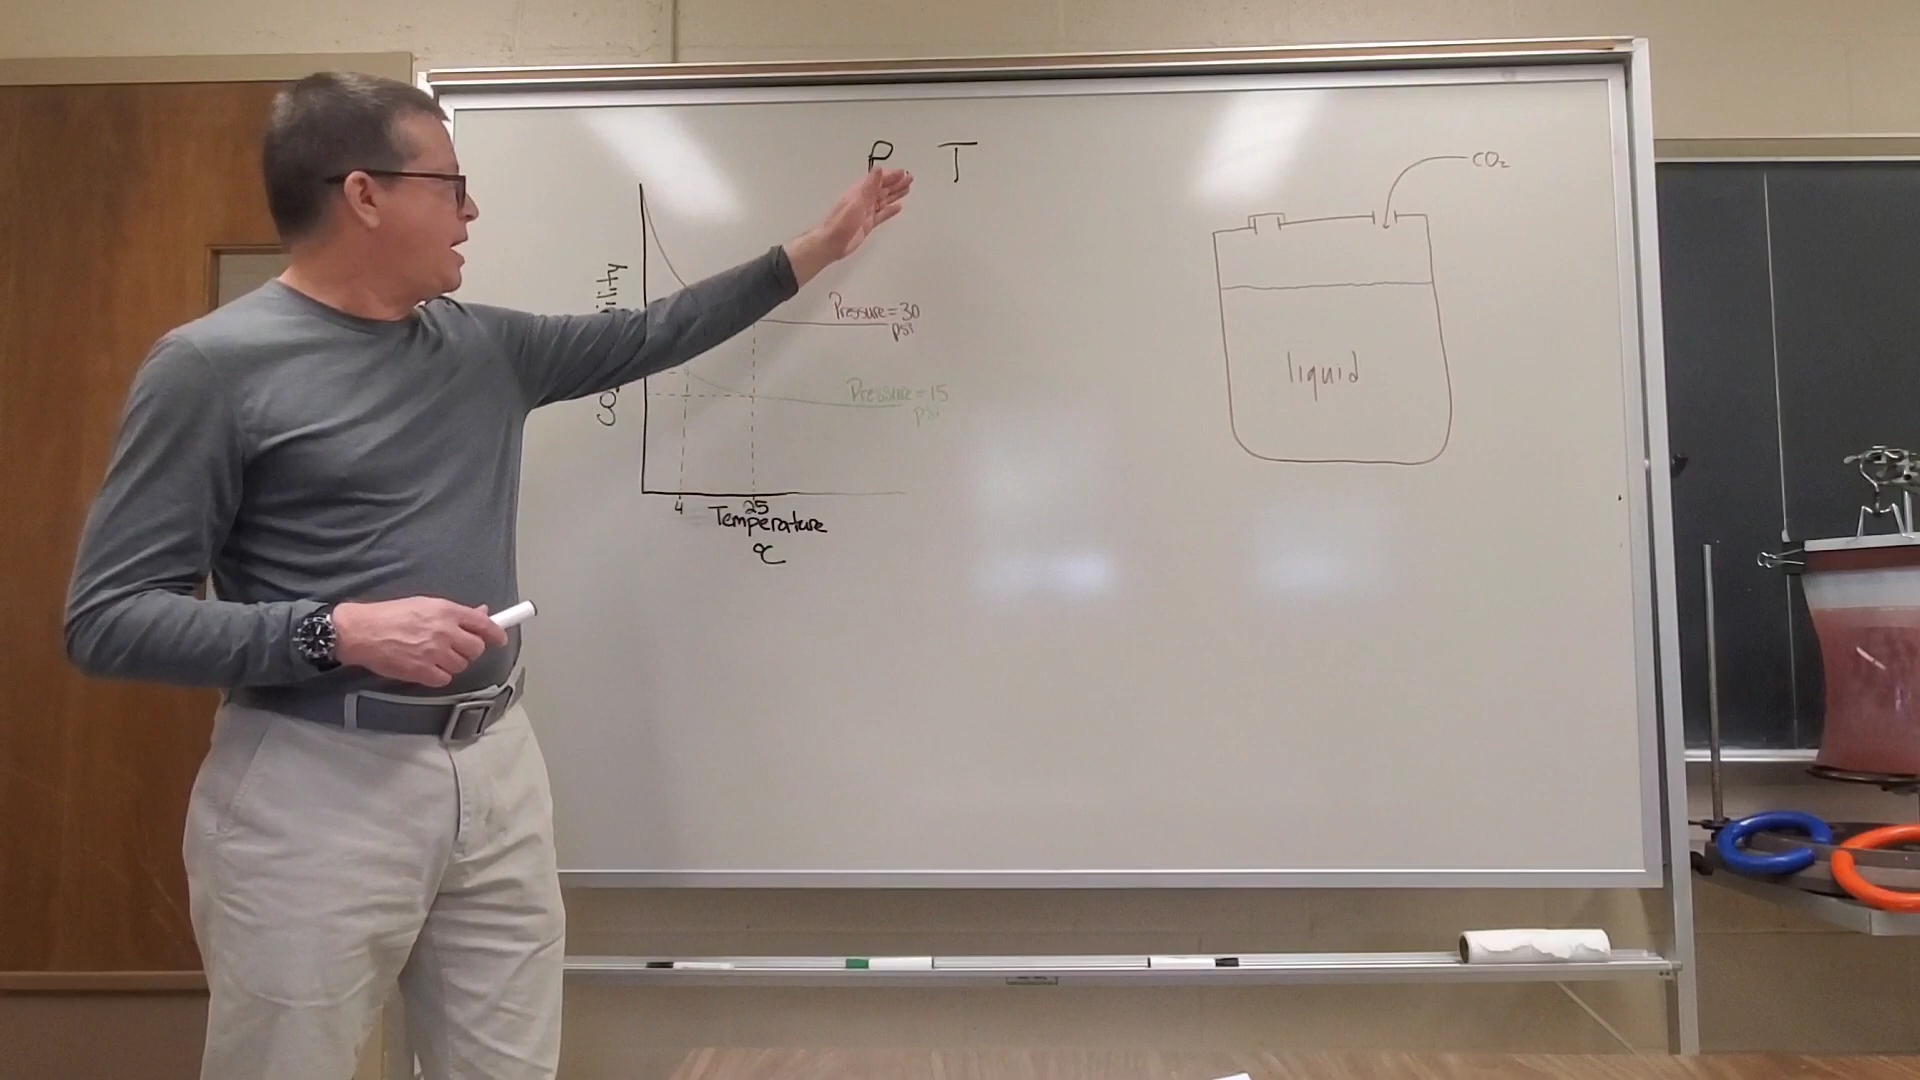 P T
CO₂
Pressure = 30
psi
Pressure = 15
psi
liquid
4 25
Temperature
°C